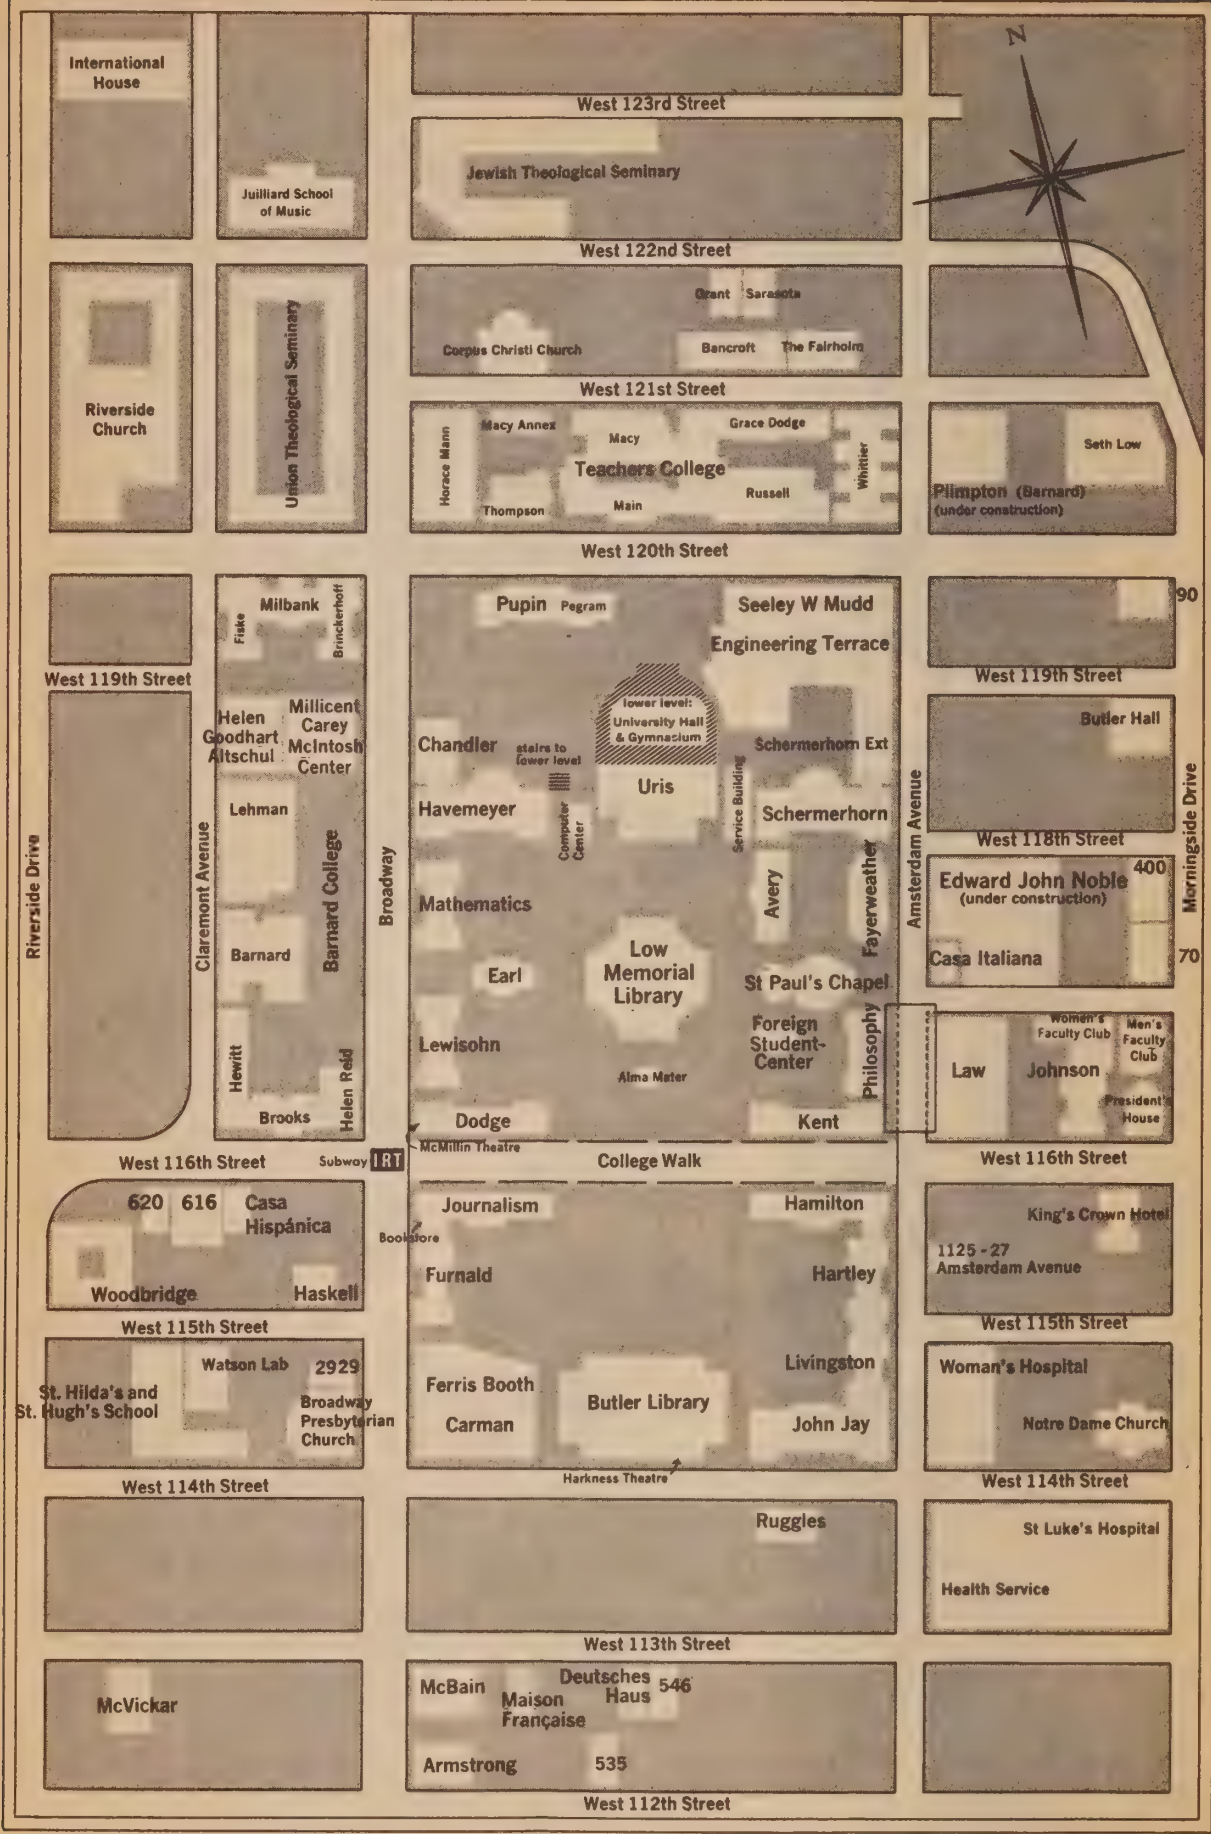 N
International
House
West 123rd Street
Jewish Theological Seminary
Juilliard School
of Music
West 122nd Street
Grant
Sarasota
Corpus Christi Church
Bancroft
The Fairholm
West 121st Street
Riverside
Church
Union Theological Seminary
Horace Mann
Macy Annex
Macy
Grace Dodge
Teachers College
Whittier
Thompson
Main
Russell
Seth Low
Plimpton (Barnard)
(under construction)
West 120th Street
Fiske
Milbank
Brinckerhoff
Pupin
Pegram
Seeley W Mudd
Engineering Terrace
90
West 119th Street
West 119th Street
Helen
Goodhart
Altschul
Millicent
Carey
McIntosh
Center
Chandler
stairs to
lower level
lower level:
University Hall
& Gymnasium
Schermerhorn Ext
Butler Hall
Lehman
Havemeyer
Computer
Center
Uris
Service Building
Schermerhorn
West 118th Street
Riverside Drive
Claremont Avenue
Barnard College
Broadway
Amsterdam Avenue
Morningside Drive
Mathematics
Avery
Fayerweather
Edward John Noble
(under construction)
400
Barnard
Earl
Low
Memorial
Library
St Paul's Chapel
Casa Italiana
70
Hewitt
Helen Reid
Brooks
Lewisohn
Alma Mater
Foreign
Student-
Center
Philosophy
Law
Women's
Faculty Club
Johnson
Men's
Faculty
Club
President's
House
Dodge
Kent
McMillin Theatre
West 116th Street
Subway IRT
College Walk
West 116th Street
620
616
Casa
Hispánica
Journalism
Hamilton
King's Crown Hotel
Bookstore
1125 - 27
Amsterdam Avenue
Woodbridge
Haskell
Furnald
Hartley
West 115th Street
West 115th Street
Watson Lab
2929
St. Hilda's and
St. Hugh's School
Broadway
Presbyterian
Church
Ferris Booth
Carman
Butler Library
Livingston
John Jay
Woman's Hospital
Notre Dame Church
Harkness Theatre
West 114th Street
West 114th Street
Ruggles
St Luke's Hospital
Health Service
West 113th Street
McVickar
McBain
Maison
Française
Deutsches
Haus
546
Armstrong
535
West 112th Street